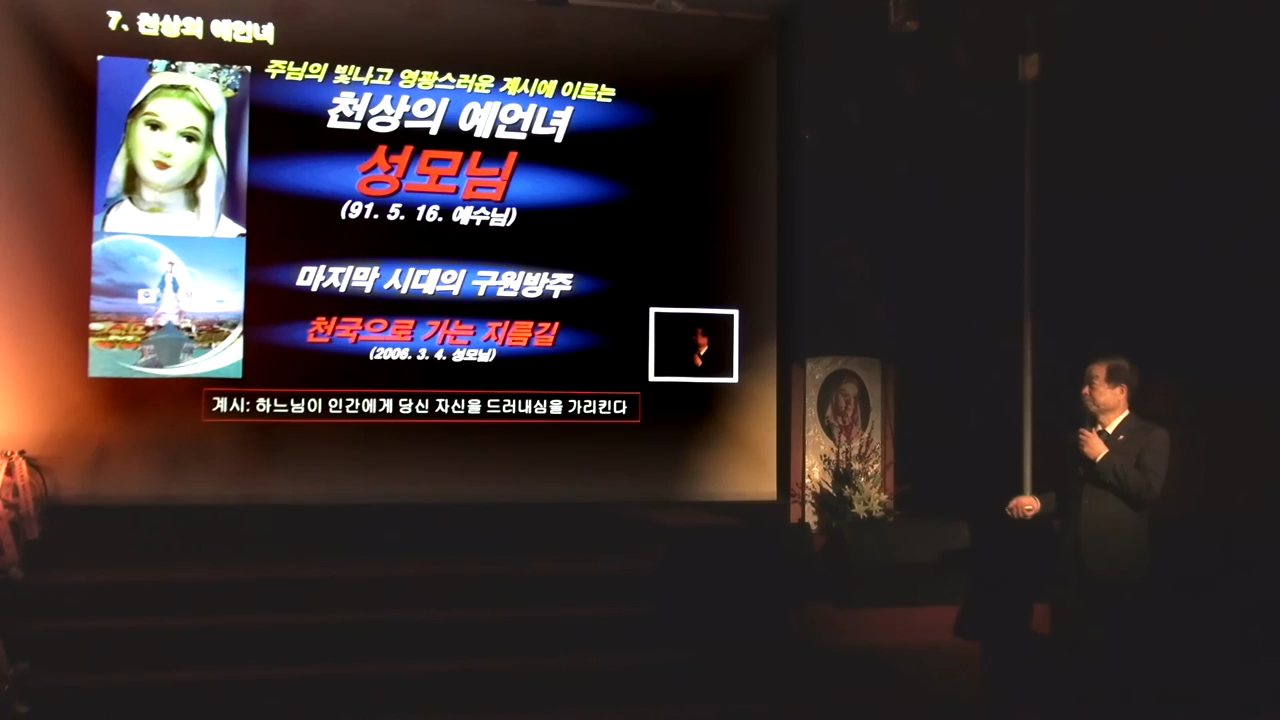 7. 천상의 예언녀
주님의 빛나고 영광스러운 계시에 이르는
천상의 예언녀
성모님
(91. 5. 16. 예수님)
마지막 시대의 구원방주
천국으로 가는 지름길
(2006. 3. 4. 성모님)
계시: 하느님이 인간에게 당신 자신을 드러내심을 가리킨다